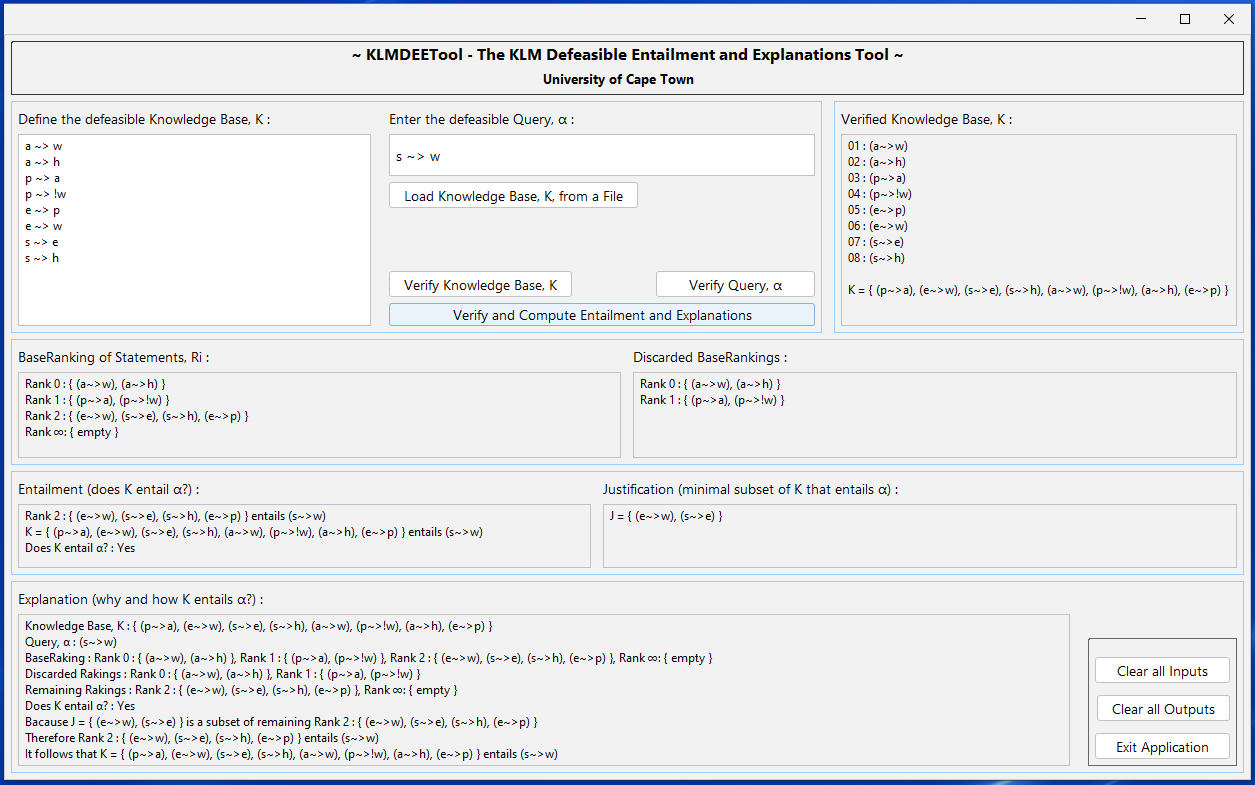 ~ KLMDEETool - The KLM Defeasible Entailment and Explanations Tool ~
University of Cape Town
Define the defeasible Knowledge Base, K :
a ~> w
a ~> h
p ~> a
p ~> !w
e ~> p
e ~> w
s ~> e
s ~> h
Enter the defeasible Query, α :
s ~> w
Load Knowledge Base, K, from a File
Verify Knowledge Base, K
Verify Query, α
Verify and Compute Entailment and Explanations
Verified Knowledge Base, K :
01 : (a~>w)
02 : (a~>h)
03 : (p~>a)
04 : (p~>!w)
05 : (e~>p)
06 : (e~>w)
07 : (s~>e)
08 : (s~>h)
K = { (p~>a), (e~>w), (s~>e), (s~>h), (a~>w), (p~>!w), (a~>h), (e~>p) }
BaseRanking of Statements, Ri :
Rank 0 : { (a~>w), (a~>h) }
Rank 1 : { (p~>a), (p~>!w) }
Rank 2 : { (e~>w), (s~>e), (s~>h), (e~>p) }
Rank ∞: { empty }
Discarded BaseRankings :
Rank 0 : { (a~>w), (a~>h) }
Rank 1 : { (p~>a), (p~>!w) }
Entailment (does K entail α?) :
Rank 2 : { (e~>w), (s~>e), (s~>h), (e~>p) } entails (s~>w)
K = { (p~>a), (e~>w), (s~>e), (s~>h), (a~>w), (p~>!w), (a~>h), (e~>p) } entails (s~>w)
Does K entail α? : Yes
Justification (minimal subset of K that entails α) :
J = { (e~>w), (s~>e) }
Explanation (why and how K entails α?) :
Knowledge Base, K : { (p~>a), (e~>w), (s~>e), (s~>h), (a~>w), (p~>!w), (a~>h), (e~>p) }
Query, α : (s~>w)
BaseRaking : Rank 0 : { (a~>w), (a~>h) }, Rank 1 : { (p~>a), (p~>!w) }, Rank 2 : { (e~>w), (s~>e), (s~>h), (e~>p) }, Rank ∞: { empty }
Discarded Rakings : Rank 0 : { (a~>w), (a~>h) }, Rank 1 : { (p~>a), (p~>!w) }
Remaining Rakings : Rank 2 : { (e~>w), (s~>e), (s~>h), (e~>p) }, Rank ∞: { empty }
Does K entail α? : Yes
Bacause J = { (e~>w), (s~>e) } is a subset of remaining Rank 2 : { (e~>w), (s~>e), (s~>h), (e~>p) }
Therefore Rank 2 : { (e~>w), (s~>e), (s~>h), (e~>p) } entails (s~>w)
It follows that K = { (p~>a), (e~>w), (s~>e), (s~>h), (a~>w), (p~>!w), (a~>h), (e~>p) } entails (s~>w)
Clear all Inputs
Clear all Outputs
Exit Application